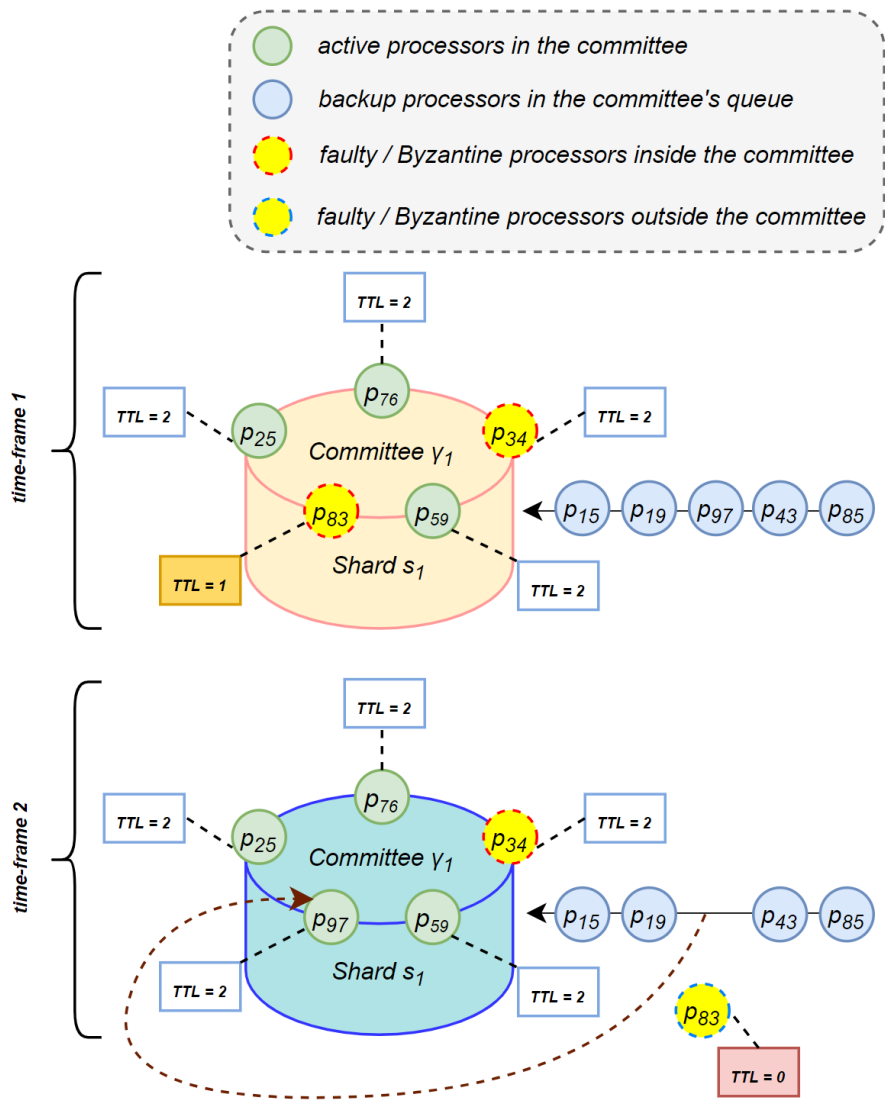 active processors in the committee
backup processors in the committee's queue
faulty / Byzantine processors inside the committee
faulty / Byzantine processors outside the committee
time-frame 1
TTL = 2
TTL = 2
TTL = 2
p76
p25
p34
Committee γ1
p83
p59
p15
p19
p97
p43
p85
Shard s1
TTL = 1
TTL = 2
time-frame 2
TTL = 2
TTL = 2
TTL = 2
p76
p25
p34
Committee γ1
p97
p59
p15
p19
p43
p85
Shard s1
TTL = 2
TTL = 2
p83
TTL = 0